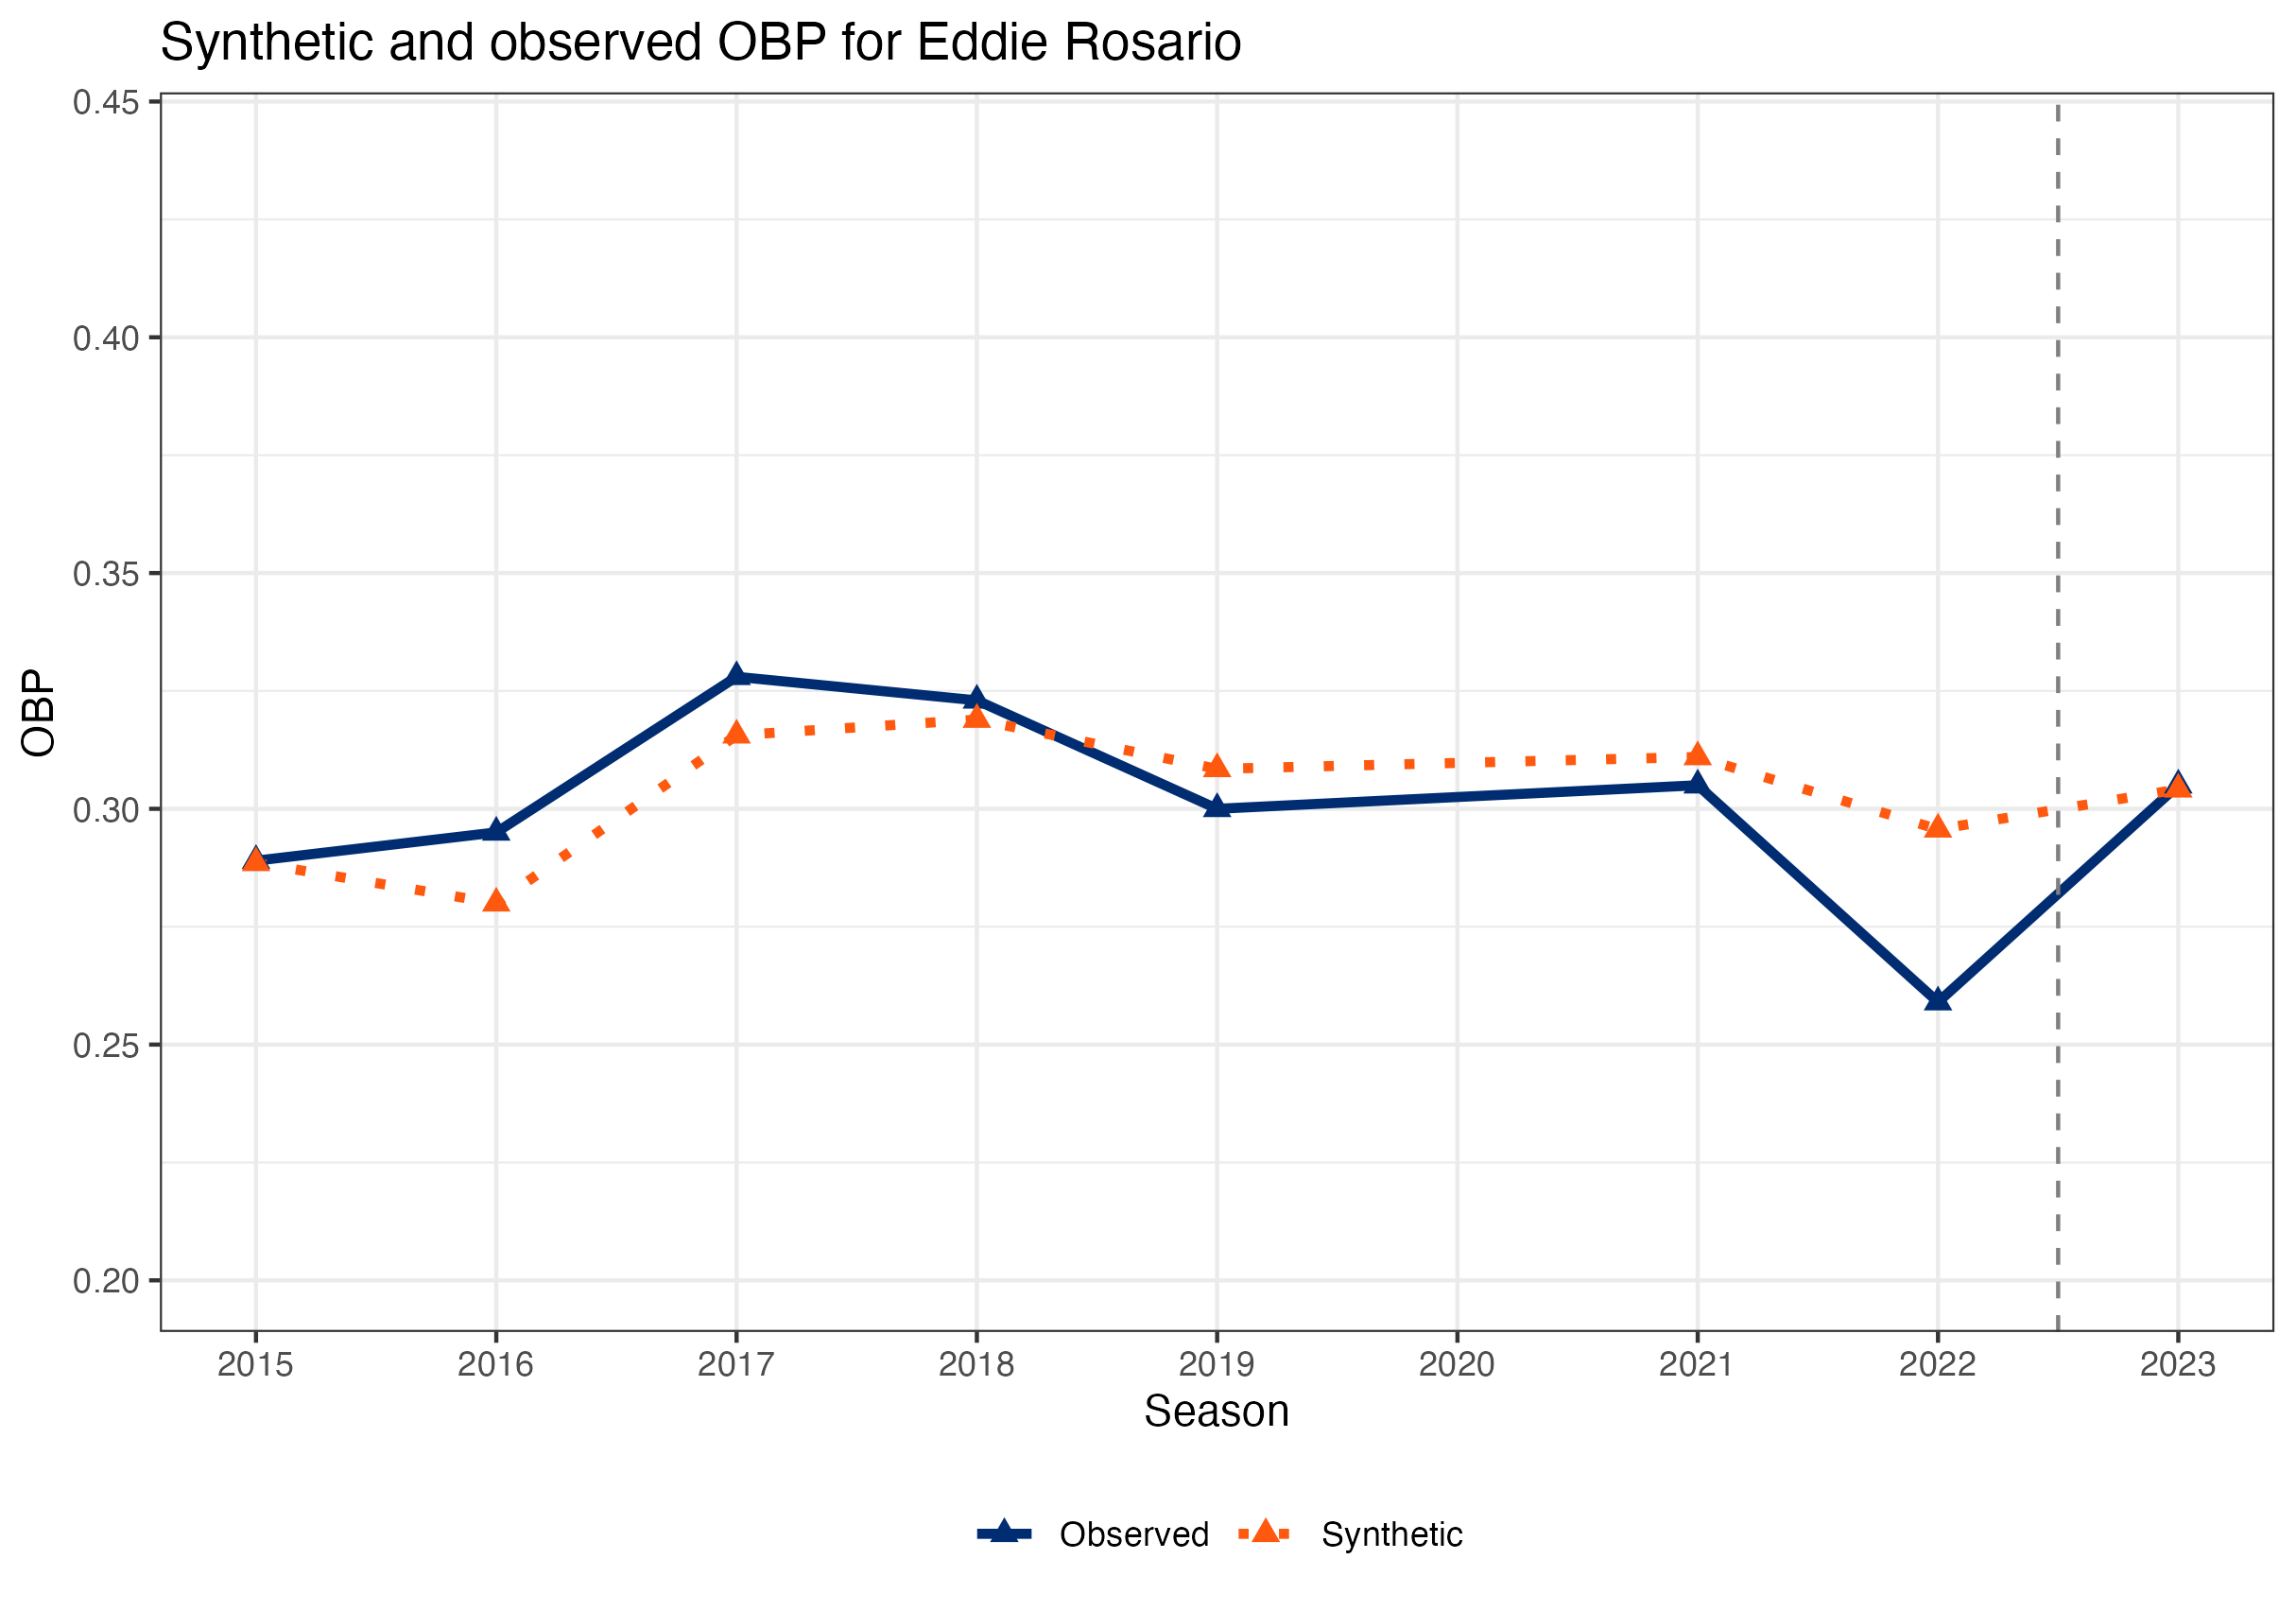 Synthetic and observed OBP for Eddie Rosario
0.45
0.40
0.35
0.30
0.25
0.20
OBP
2015 2016 2017 2018 2019 2020 2021 2022 2023
Season
Observed Synthetic